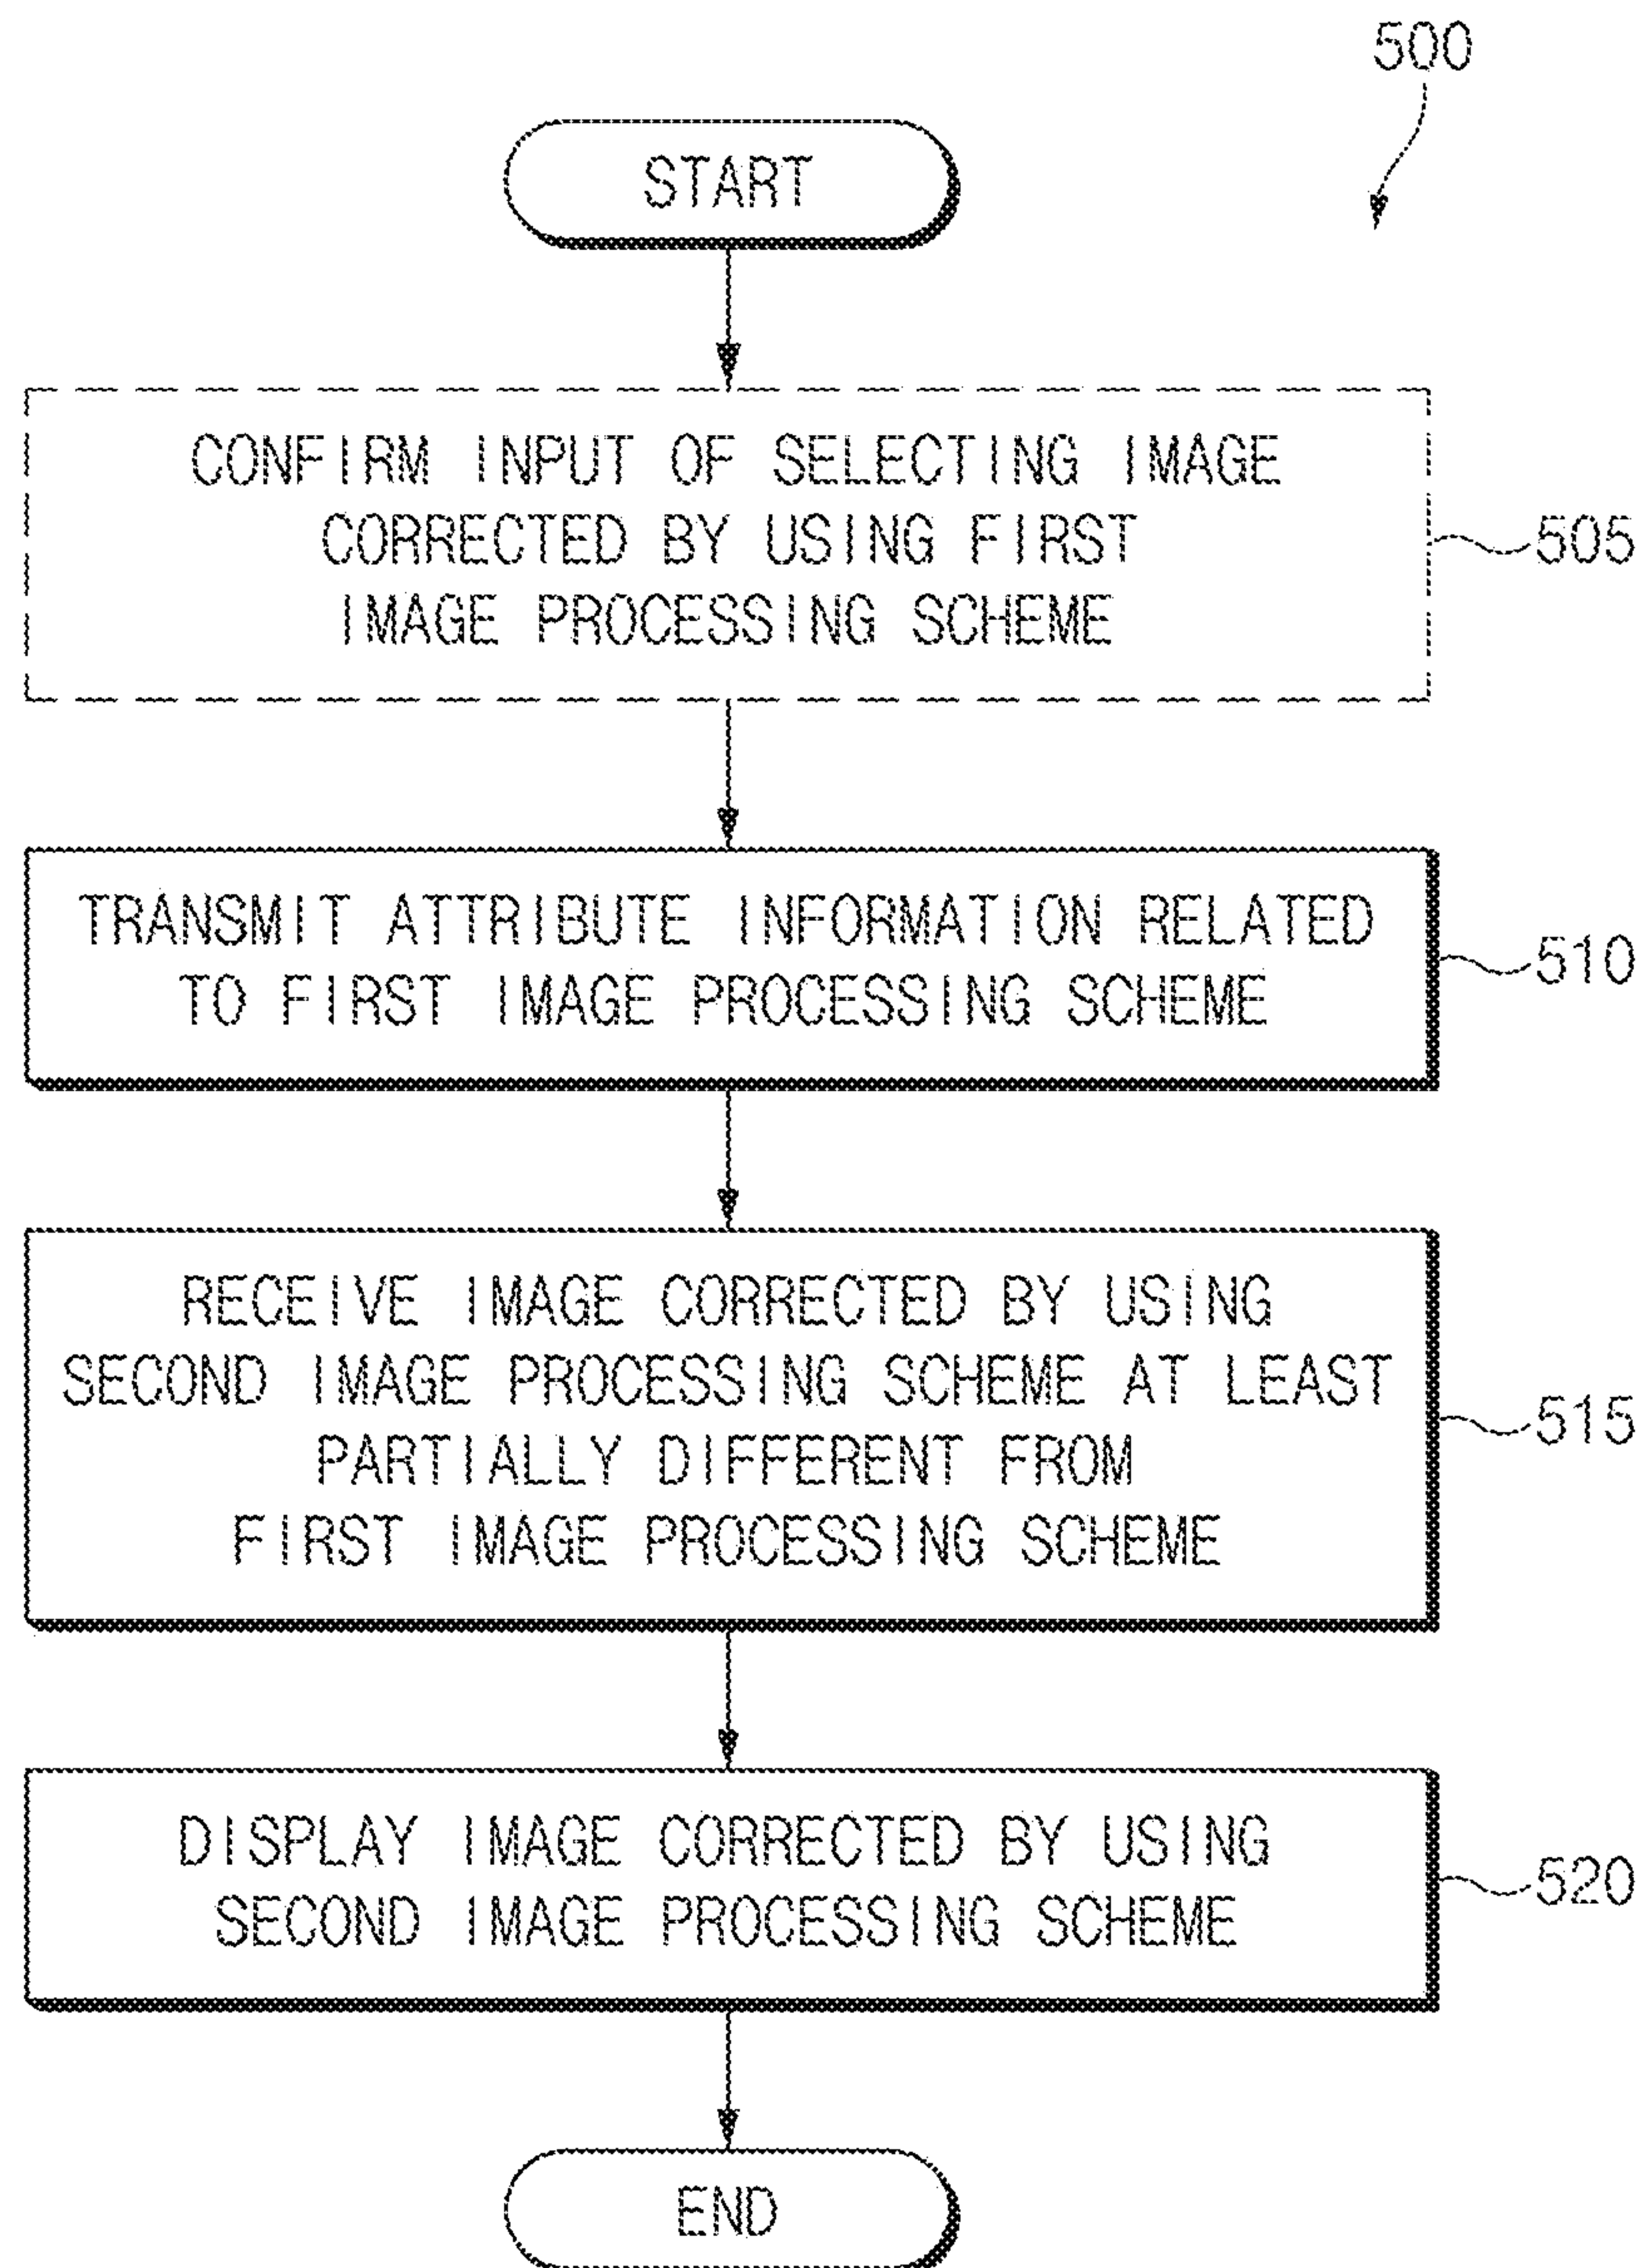 500
START
CONFIRM INPUT OF SELECTING IMAGE
CORRECTED BY USING FIRST
IMAGE PROCESSING SCHEME
505
TRANSMIT ATTRIBUTE INFORMATION RELATED
TO FIRST IMAGE PROCESSING SCHEME
510
RECEIVE IMAGE CORRECTED BY USING
SECOND IMAGE PROCESSING SCHEME AT LEAST
PARTIALLY DIFFERENT FROM
FIRST IMAGE PROCESSING SCHEME
515
DISPLAY IMAGE CORRECTED BY USING
SECOND IMAGE PROCESSING SCHEME
520
END